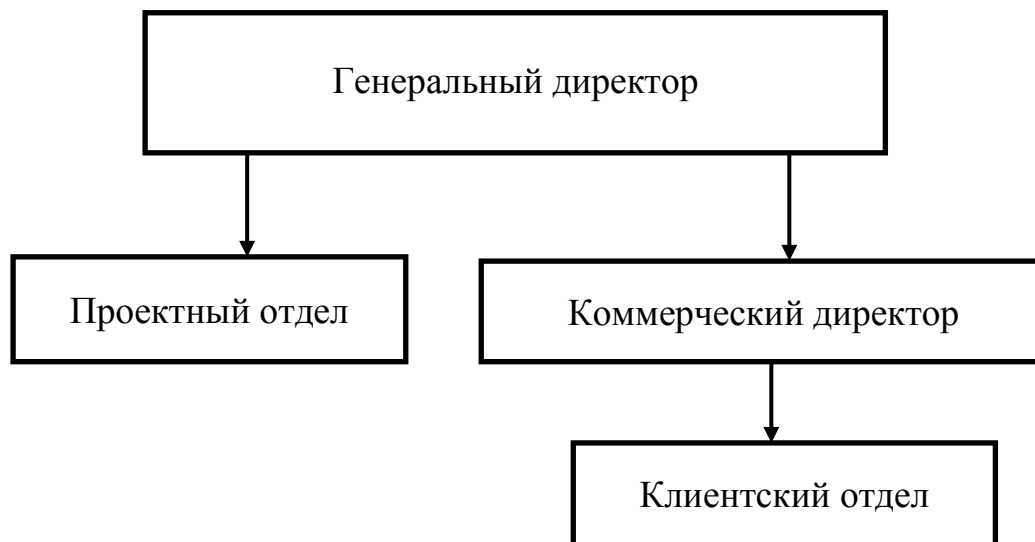 Генеральный директор
Проектный отдел
Коммерческий директор
Клиентский отдел